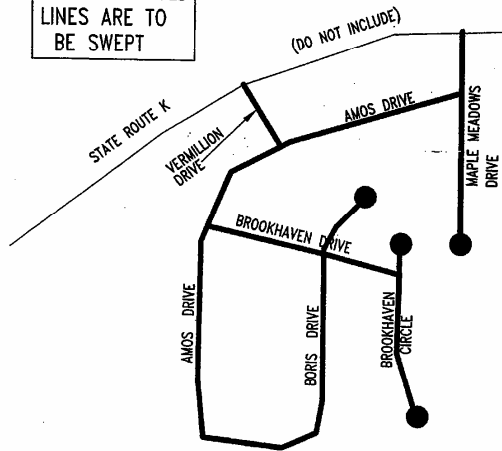 LINES ARE TO
BE SWEPT
(DO NOT INCLUDE)
STATE ROUTE K
VERMILLION
DRIVE
AMOS DRIVE
MAPLE MEADOWS
DRIVE
BROOKHAVEN DRIVE
AMOS DRIVE
BORIS DRIVE
BROOKHAVEN
CIRCLE